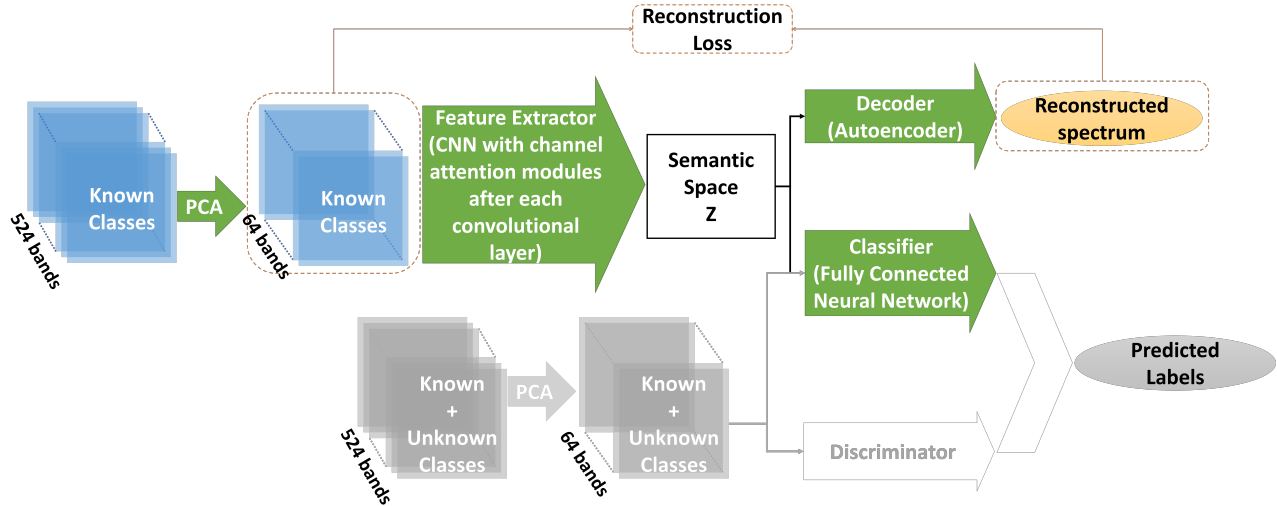 Reconstruction
Loss
Known
Classes
524 bands
PCA
Known
Classes
64 bands
Feature Extractor
(CNN with channel
attention modules
after each
convolutional
layer)
Semantic
Space
Z
Decoder
(Autoencoder)
Reconstructed
spectrum
Classifier
(Fully Connected
Neural Network)
Known
+
Unknown
Classes
524 bands
PCA
Known
+
Unknown
Classes
64 bands
Discriminator
Predicted
Labels